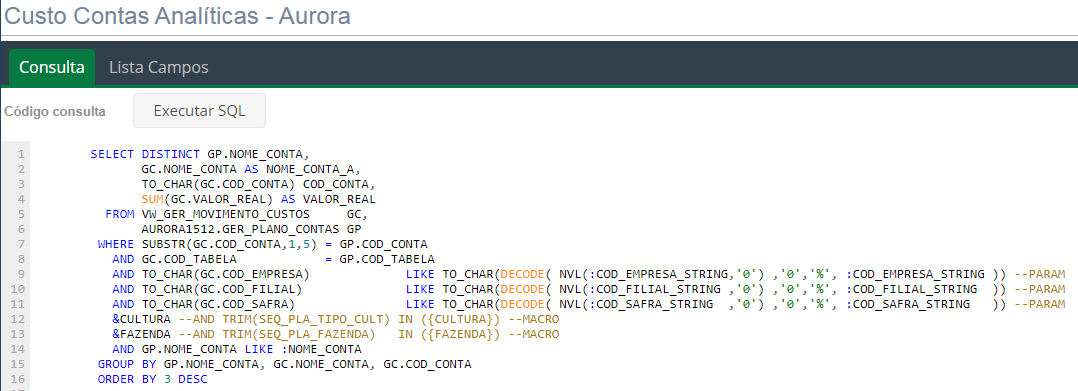 Custo Contas Analíticas - Aurora
Consulta Lista Campos
Código consulta Executar SQL
1 SELECT DISTINCT GP.NOME_CONTA,
2 GC.NOME_CONTA AS NOME_CONTA_A,
3 TO_CHAR(GC.COD_CONTA) COD_CONTA,
4 SUM(GC.VALOR_REAL) AS VALOR_REAL
5 FROM VW_GER_MOVIMENTO_CUSTOS GC,
6 AURORA1512.GER_PLANO_CONTAS GP
7 WHERE SUBSTR(GC.COD_CONTA,1,5) = GP.COD_CONTA
8 AND GC.COD_TABELA = GP.COD_TABELA
9 AND TO_CHAR(GC.COD_EMPRESA) LIKE TO_CHAR(DECODE( NVL(:COD_EMPRESA_STRING,'0') ,'0','%', :COD_EMPRESA_STRING )) --PARAM
10 AND TO_CHAR(GC.COD_FILIAL) LIKE TO_CHAR(DECODE( NVL(:COD_FILIAL_STRING ,'0') ,'0','%', :COD_FILIAL_STRING )) --PARAM
11 AND TO_CHAR(GC.COD_SAFRA) LIKE TO_CHAR(DECODE( NVL(:COD_SAFRA_STRING ,'0') ,'0','%', :COD_SAFRA_STRING )) --PARAM
12 &CULTURA --AND TRIM(SEQ_PLA_TIPO_CULT) IN ({CULTURA}) --MACRO
13 &FAZENDA --AND TRIM(SEQ_PLA_FAZENDA) IN ({FAZENDA}) --MACRO
14 AND GP.NOME_CONTA LIKE :NOME_CONTA
15 GROUP BY GP.NOME_CONTA, GC.NOME_CONTA, GC.COD_CONTA
16 ORDER BY 3 DESC